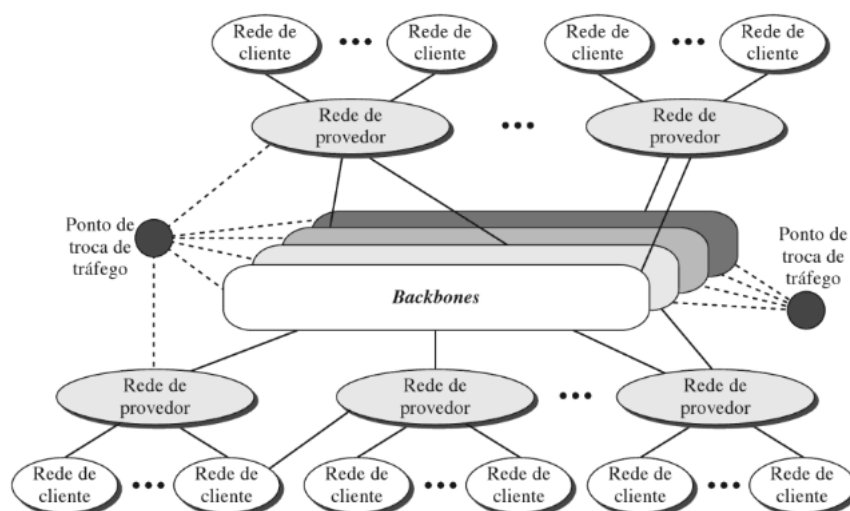 Rede de
cliente
Rede de
cliente
Rede de
cliente
Rede de
cliente
Rede de
provedor
Rede de
provedor
Ponto de
troca de
tráfego
Ponto de
troca de
tráfego
Backbones
Rede de
provedor
Rede de
provedor
Rede de
provedor
Rede de
cliente
Rede de
cliente
Rede de
cliente
Rede de
cliente
Rede de
cliente
Rede de
cliente